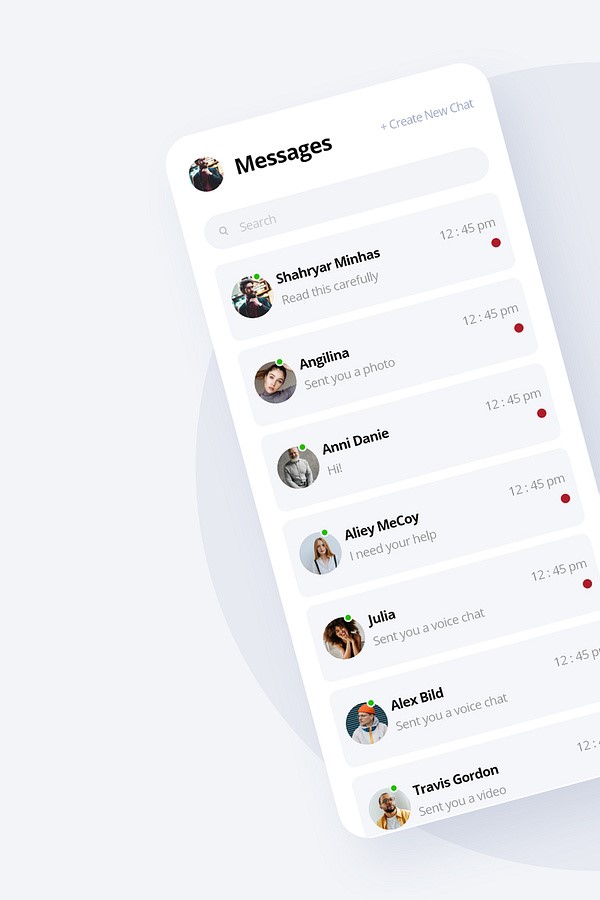 + Create New Chat
Messages
Search
Shahryar Minhas
12 : 45 pm
Read this carefully
Angilina
12 : 45 pm
Sent you a photo
Anni Danie
12 : 45 pm
Hi!
Aliey MeCoy
12 : 45 pm
I need your help
Julia
12 : 45 pm
Sent you a voice chat
Alex Bild
12 : 45
Sent you a voice chat
Travis Gordon
12 :
Sent you a video